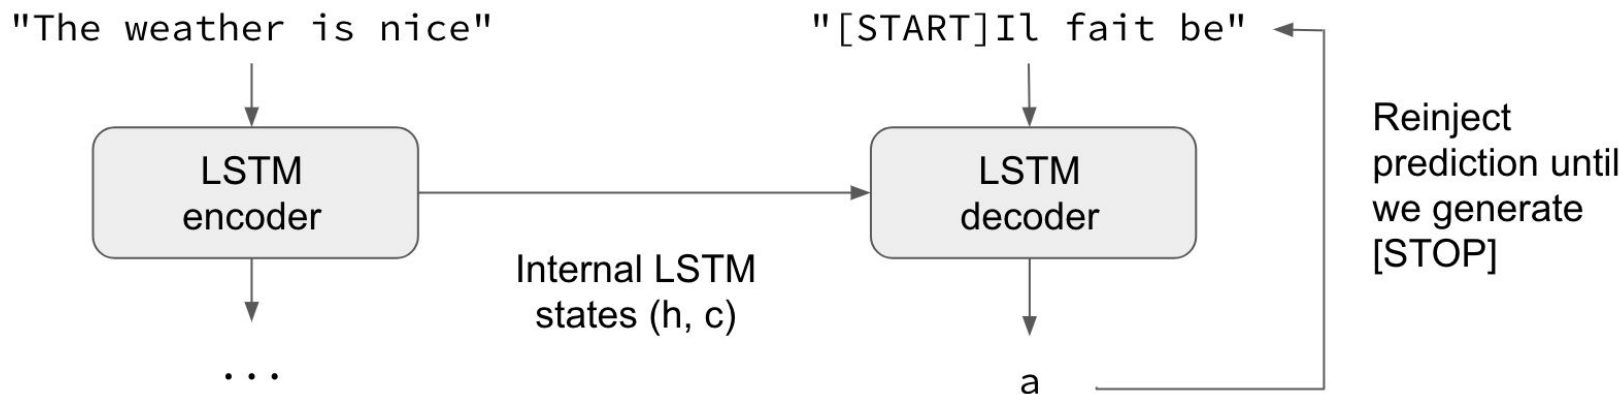 "The weather is nice"
"[START]Il fait be"
LSTM
encoder
LSTM
decoder
Internal LSTM
states (h, c)
Reinject
prediction until
we generate
[STOP]
...
a